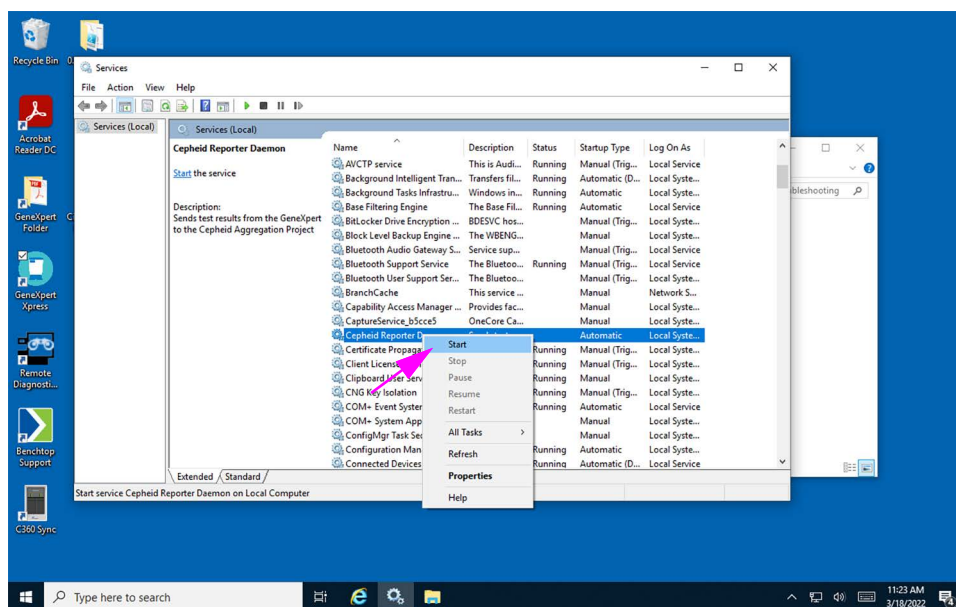 Recycle Bin
Acrobat
Reader DC
GeneXpert
Folder
GeneXpert
Xpress
Remote
Diagnosti...
Benchtop
Support
C360 Sync
Services
File Action View Help
Services (Local)
Services (Local)
Cepheid Reporter Daemon
Start the service
Description:
Sends test results from the GeneXpert
to the Cepheid Aggregation Project
Name Description Status Startup Type Log On As
AVCTP service This is Audi... Running Manual (Trig... Local Service
Background Intelligent Tran... Transfers fil... Running Automatic (D... Local Syste...
Background Tasks Infrastru... Windows in... Running Automatic Local Syste...
Base Filtering Engine The Base Fil... Running Automatic Local Service
BitLocker Drive Encryption ... BDESVC hos... Manual (Trig... Local Syste...
Block Level Backup Engine ... The WBENG... Manual Local Syste...
Bluetooth Audio Gateway S... Service sup... Manual (Trig... Local Service
Bluetooth Support Service The Bluetoo... Running Manual (Trig... Local Service
Bluetooth User Support Ser... The Bluetoo... Manual (Trig... Local Syste...
BranchCache This service ... Manual Network S...
Capability Access Manager ... Provides fac... Manual Local Syste...
CaptureService_b5cce5 OneCore Ca... Manual Local Syste...
Cepheid Reporter Automatic Local Syste...
Certificate Propaga Running Manual (Trig... Local Syste...
Client Licens Running Manual (Trig... Local Syste...
Clipboard User Serv Running Manual Local Syste...
CNG Key Isolation Running Manual (Trig... Local Syste...
COM+ Event System Running Automatic Local Service
COM+ System App Manual Local Syste...
ConfigMgr Task Se Manual Local Syste...
Configuration Man Running Automatic Local Syste...
Connected Devices Running Automatic (D... Local Service
Start
Stop
Pause
Resume
Restart
All Tasks
Refresh
Properties
Help
Extended Standard
Start service Cepheid Reporter Daemon on Local Computer
ubleshooting
Type here to search
11:23 AM
3/18/2022
4